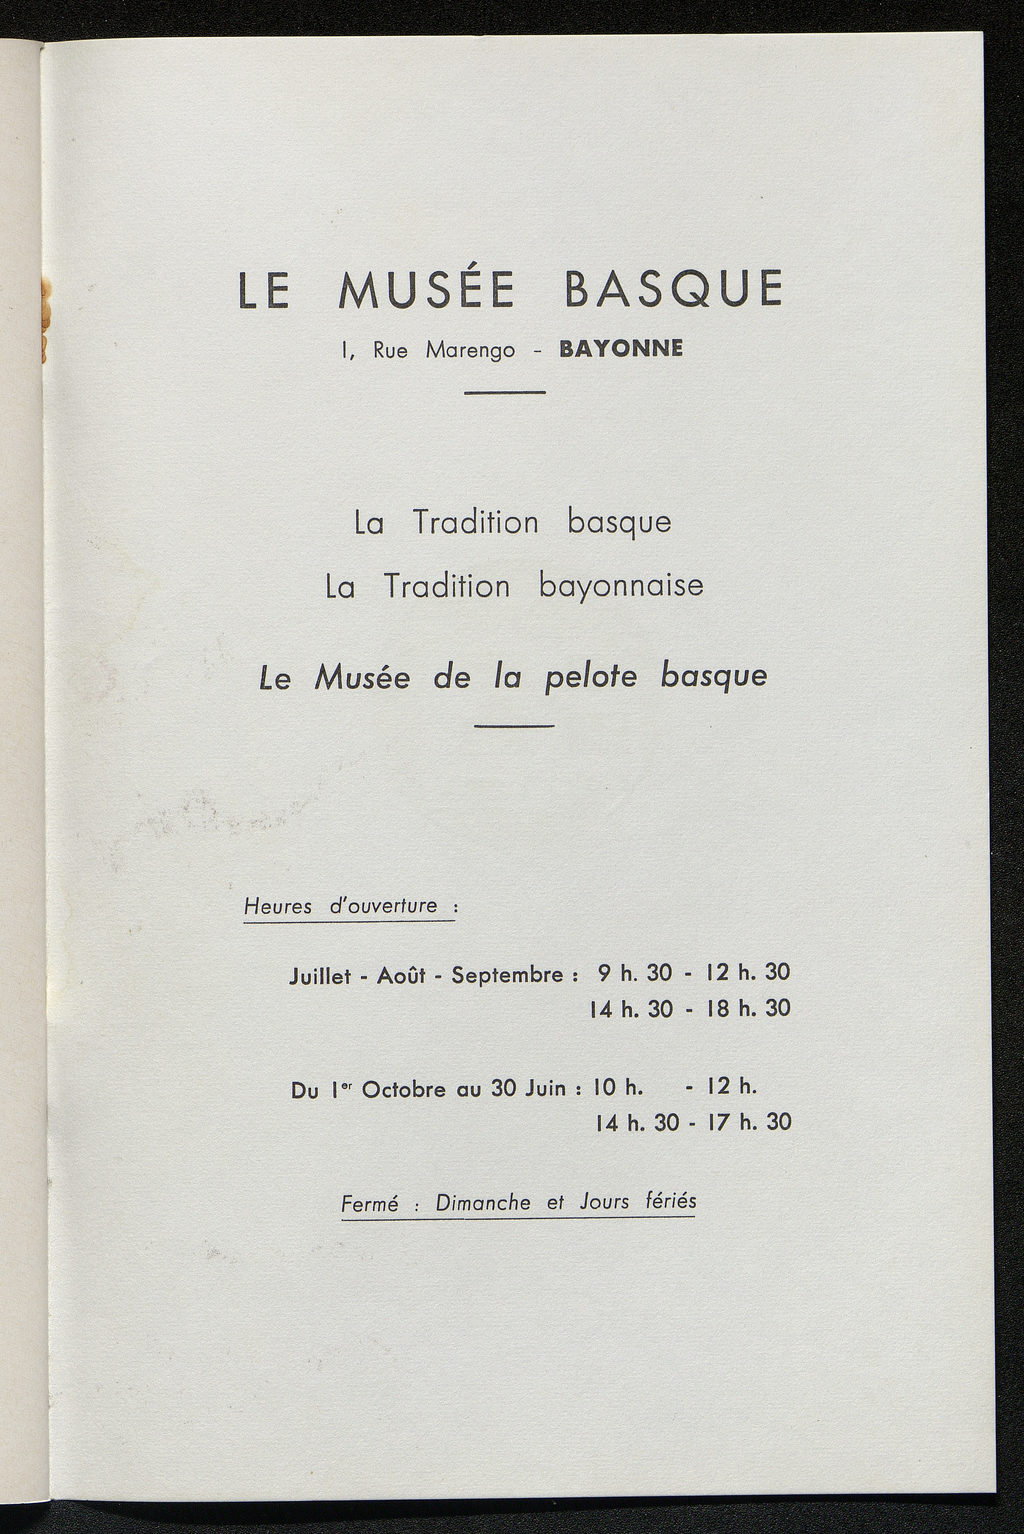 LE MUSÉE BASQUE
1, Rue Marengo - BAYONNE
La Tradition basque
La Tradition bayonnaise
Le Musée de la pelote basque
Heures d'ouverture :
Juillet - Août - Septembre : 9 h. 30 - 12 h. 30
14 h. 30 - 18 h. 30
Du 1er Octobre au 30 Juin : 10 h. - 12 h.
14 h. 30 - 17 h. 30
Fermé : Dimanche et Jours fériés